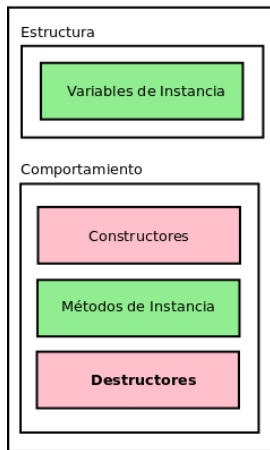 Estructura
Variables de Instancia
Comportamiento
Constructores
Métodos de Instancia
Destructores